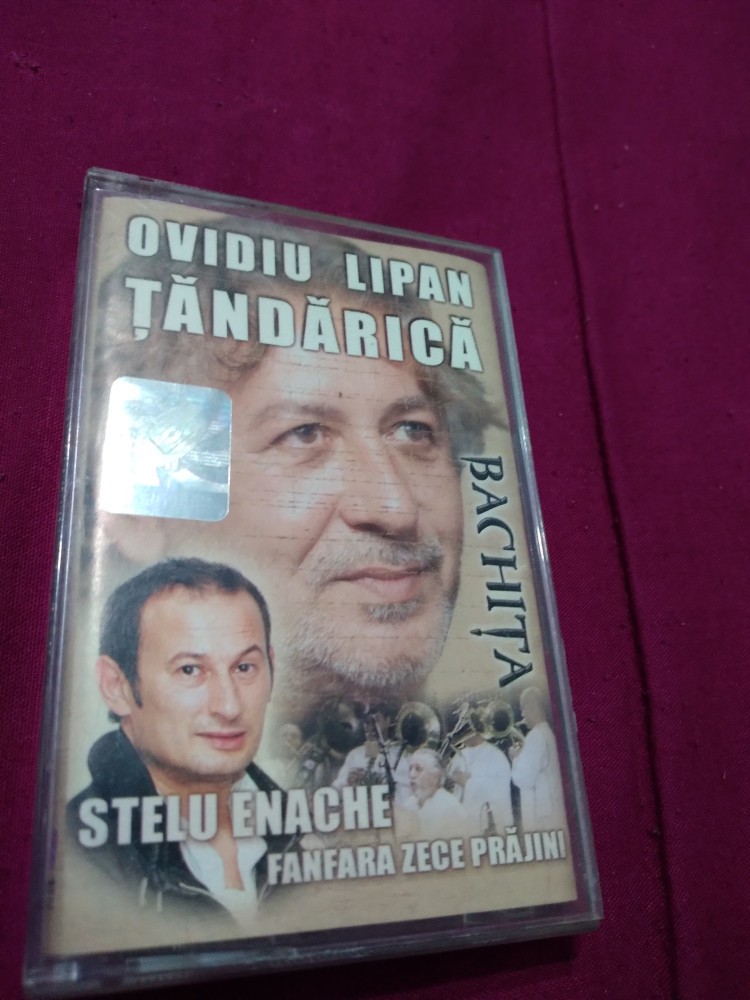 OVIDIU LIPAN
ȚĂNDĂRICĂ
BACHIȚA
STELU ENACHE
FANFARA ZECE PRĂJINI